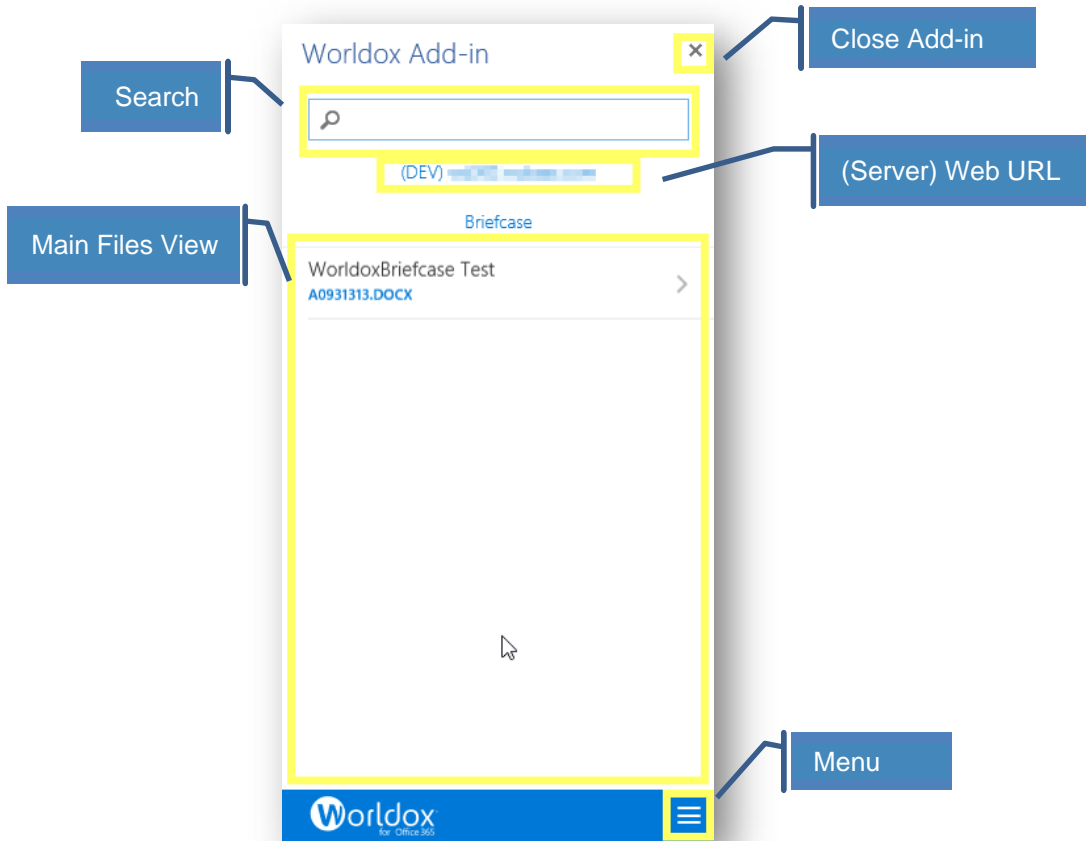 Worldox Add-in
Close Add-in
Search
(DEV)
(Server) Web URL
Briefcase
Main Files View
WorldoxBriefcase Test
A0931313.DOCX
Menu
Worldox
for Office 365